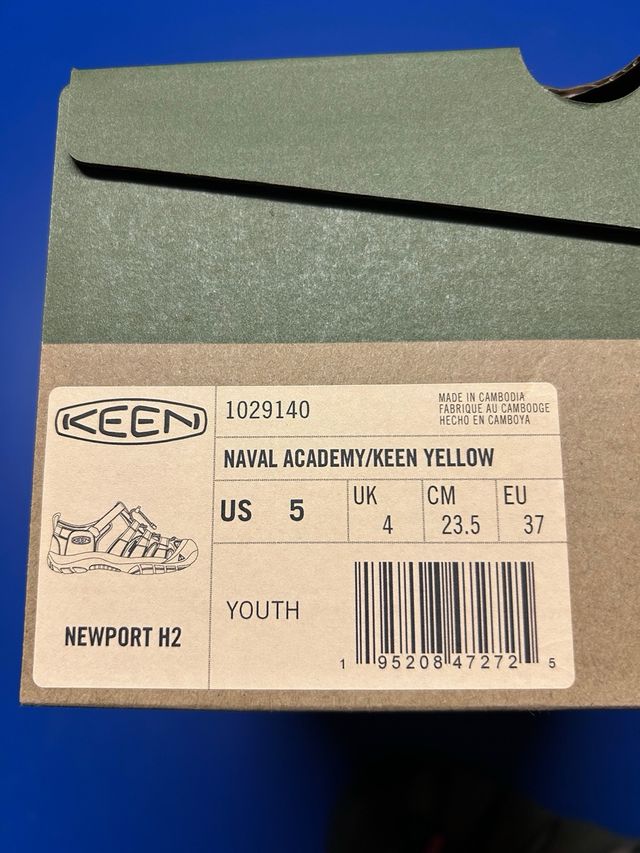 KEEN
1029140
MADE IN CAMBODIA
FABRIQUE AU CAMBODGE
HECHO EN CAMBOYA
NAVAL ACADEMY/KEEN YELLOW
US 5
UK 4
CM 23.5
EU 37
YOUTH
NEWPORT H2
1 95208 47272 5